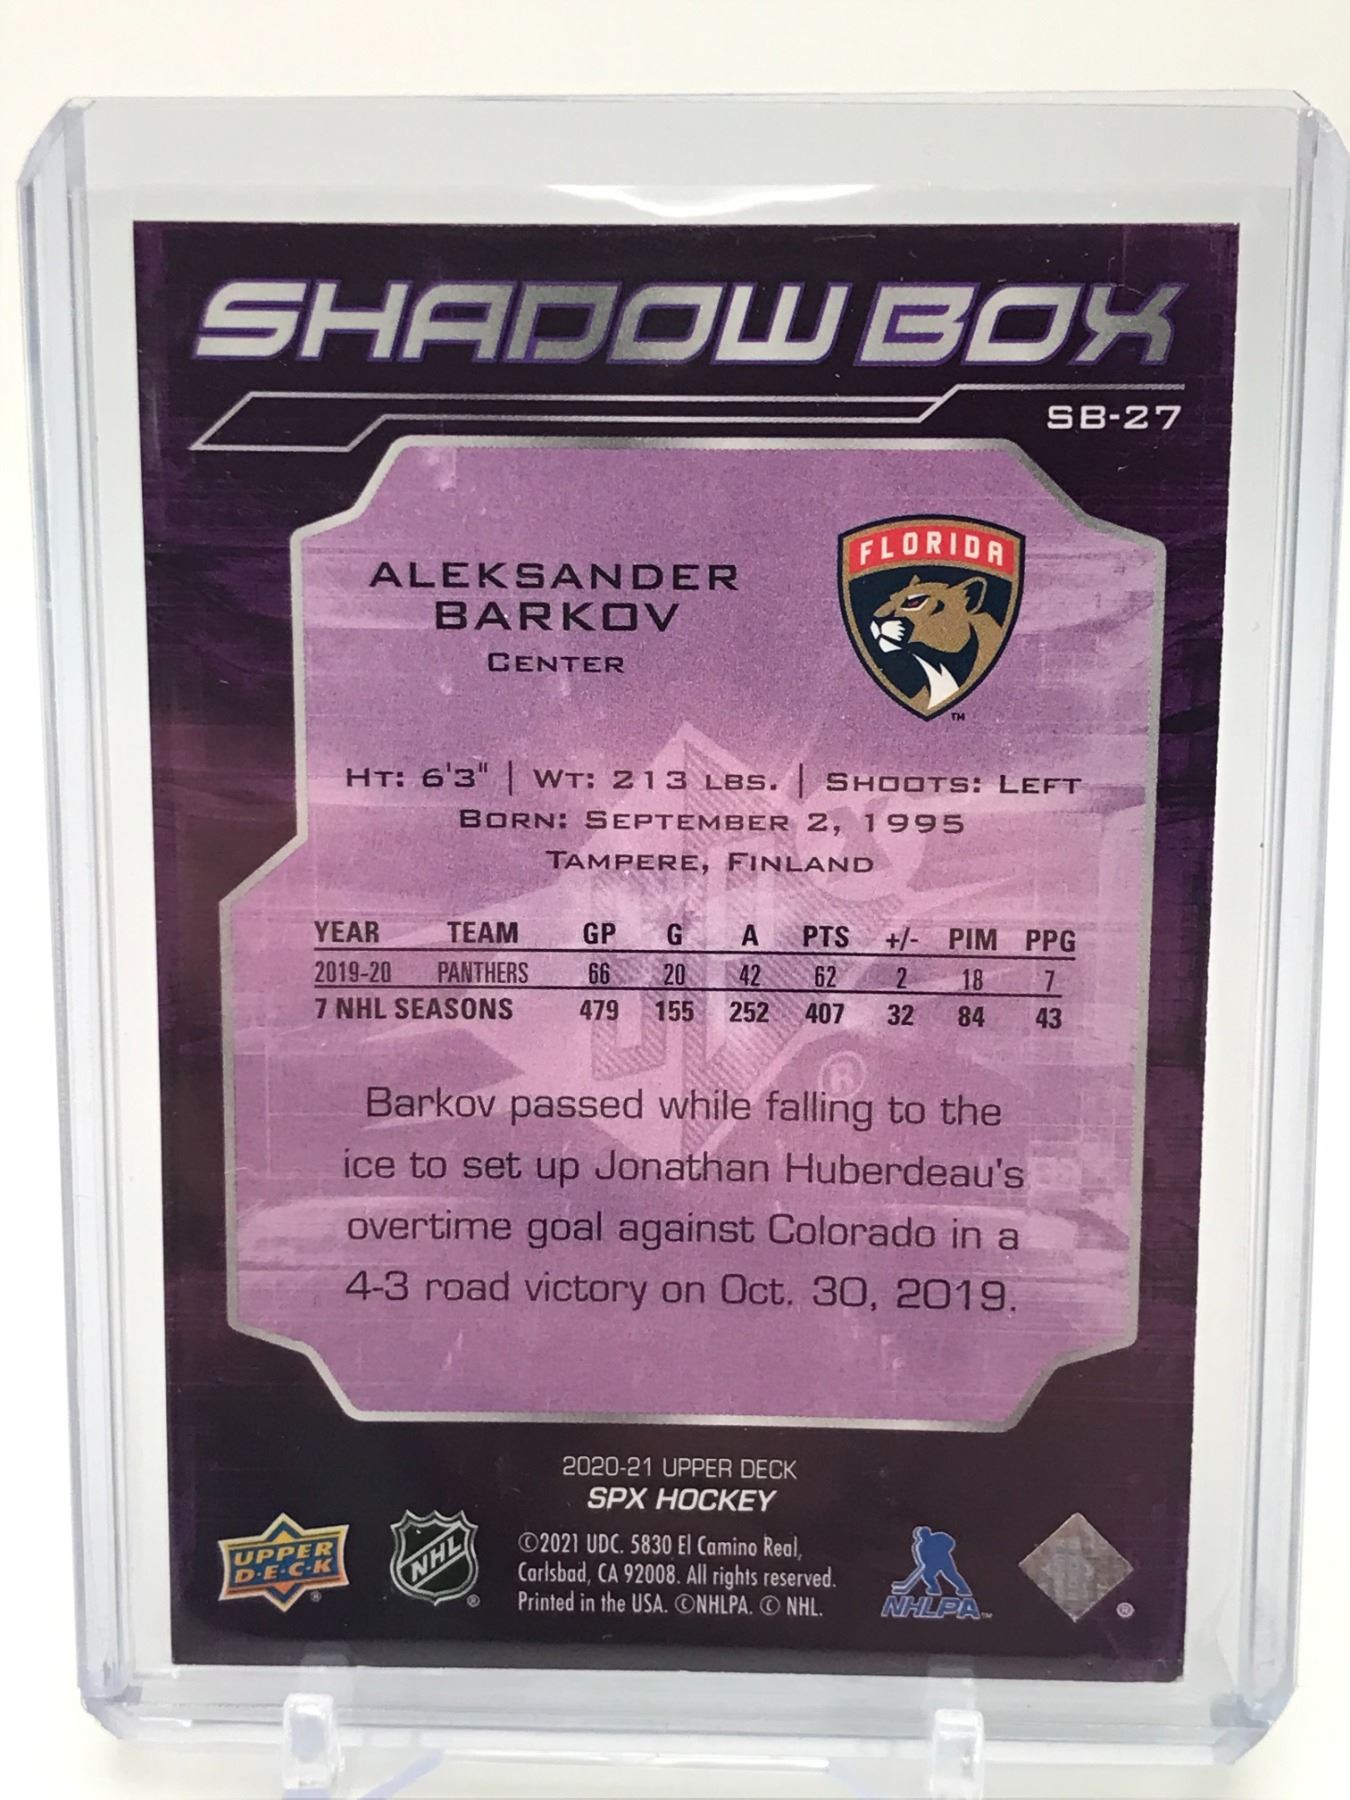 SHADOW BOX
SB-27
FLORIDA
TM
ALEKSANDER
BARKOV
CENTER
HT: 6'3" | WT: 213 LBS. | SHOOTS: LEFT
BORN: SEPTEMBER 2, 1995
TAMPERE, FINLAND
YEAR TEAM GP G A PTS +/- PIM PPG
2019-20 PANTHERS 66 20 42 62 2 18 7
7 NHL SEASONS 479 155 252 407 32 84 43
®
Barkov passed while falling to the
ice to set up Jonathan Huberdeau's
overtime goal against Colorado in a
4-3 road victory on Oct. 30, 2019.
2020-21 UPPER DECK
SPX HOCKEY
UPPER
D·E·C·K
®
NHL
®
©2021 UDC. 5830 El Camino Real,
Carlsbad, CA 92008. All rights reserved.
Printed in the USA. ©NHLPA. © NHL.
NHLPA™
®